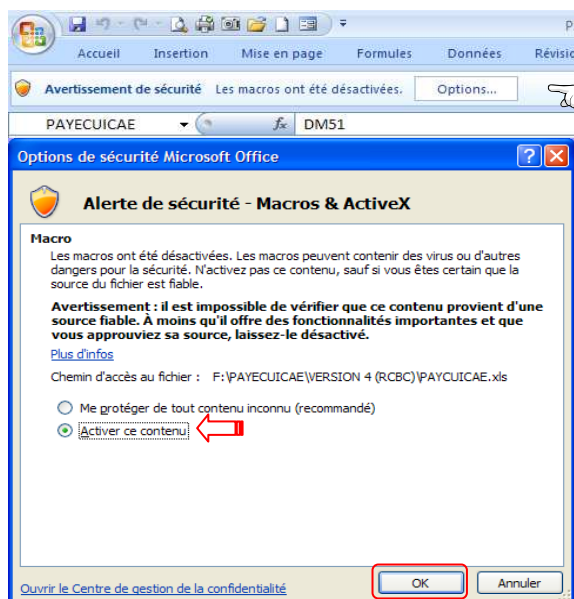 Accueil Insertion Mise en page Formules Données Révisio
Avertissement de sécurité Les macros ont été désactivées. Options...
PAYECUICAE fx DM51
Options de sécurité Microsoft Office
Alerte de sécurité - Macros & ActiveX
Macro
Les macros ont été désactivées. Les macros peuvent contenir des virus ou d'autres
dangers pour la sécurité. N'activez pas ce contenu, sauf si vous êtes certain que la
source du fichier est fiable.
Avertissement : il est impossible de vérifier que ce contenu provient d'une
source fiable. À moins qu'il offre des fonctionnalités importantes et que
vous approuviez sa source, laissez-le désactivé.
Plus d'infos
Chemin d'accès au fichier : F:\PAYECUICAE\VERSION 4 (RCBC)\PAYCUICAE.xls
Me protéger de tout contenu inconnu (recommandé)
Activer ce contenu
Ouvrir le Centre de gestion de la confidentialité OK Annuler